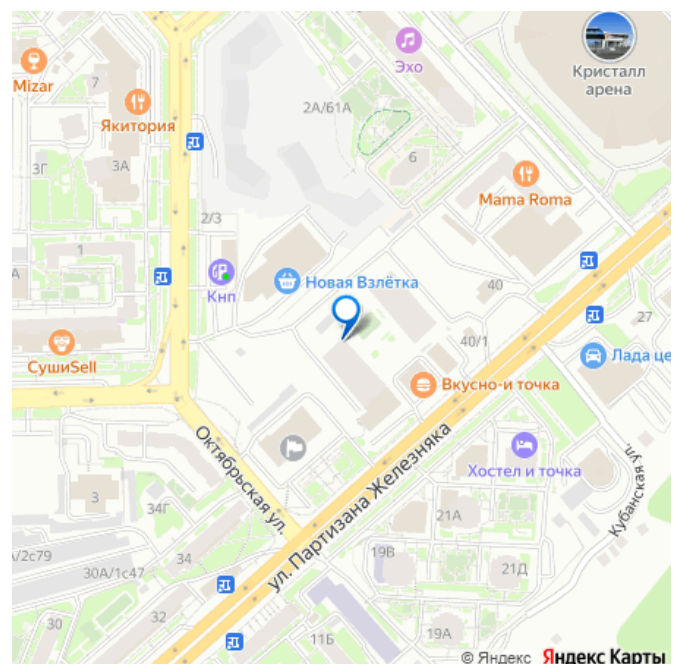 Mizar
7
Якитория
Эхо
Кристалл
арена
2А/61А
3Г
3А
6
Mama Roma
2/3
1
А
Кнп
Новая Взлётка
40
27
40/1
СушиSell
Лада це
Вкусно-и точка
Октябрьская ул.
ул. Партизана Железняка
Хостел и точка
Кубанская ул.
3
34Г
21А
А/2с79
34
19В
30А/1с47
21Д
32
11Б
19А
© Яндекс Яндекс Карты